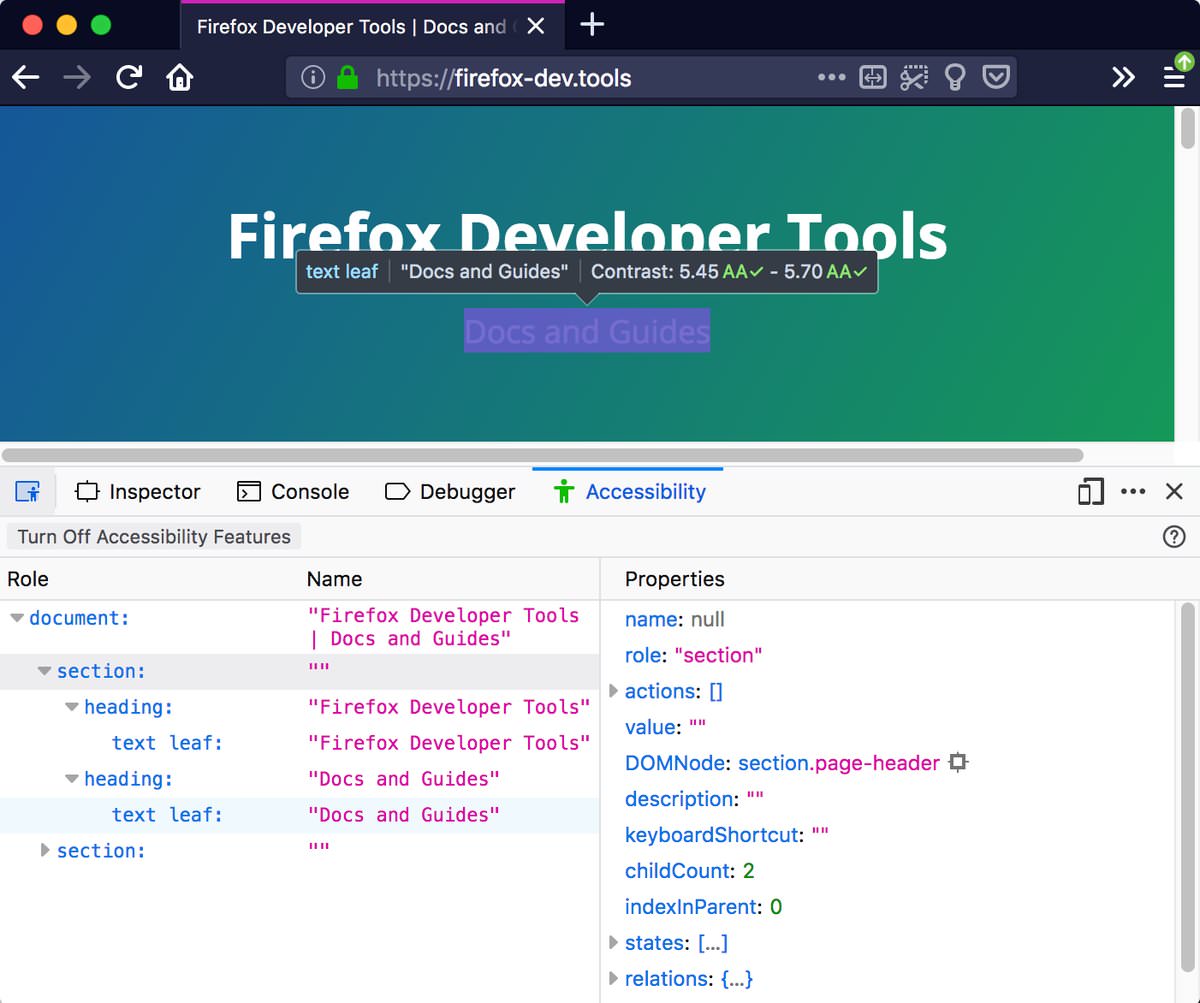 Firefox Developer Tools | Docs and
https://firefox-dev.tools
Firefox Developer Tools
text leaf "Docs and Guides" Contrast: 5.45 AA✓ - 5.70 AA✓
Docs and Guides
Inspector Console Debugger Accessibility
Turn Off Accessibility Features
Role Name Properties
document: "Firefox Developer Tools
| Docs and Guides"
section: ""
heading: "Firefox Developer Tools"
text leaf: "Firefox Developer Tools"
heading: "Docs and Guides"
text leaf: "Docs and Guides"
section: ""
name: null
role: "section"
actions: []
value: ""
DOMNode: section.page-header
description: ""
keyboardShortcut: ""
childCount: 2
indexInParent: 0
states: […]
relations: {…}